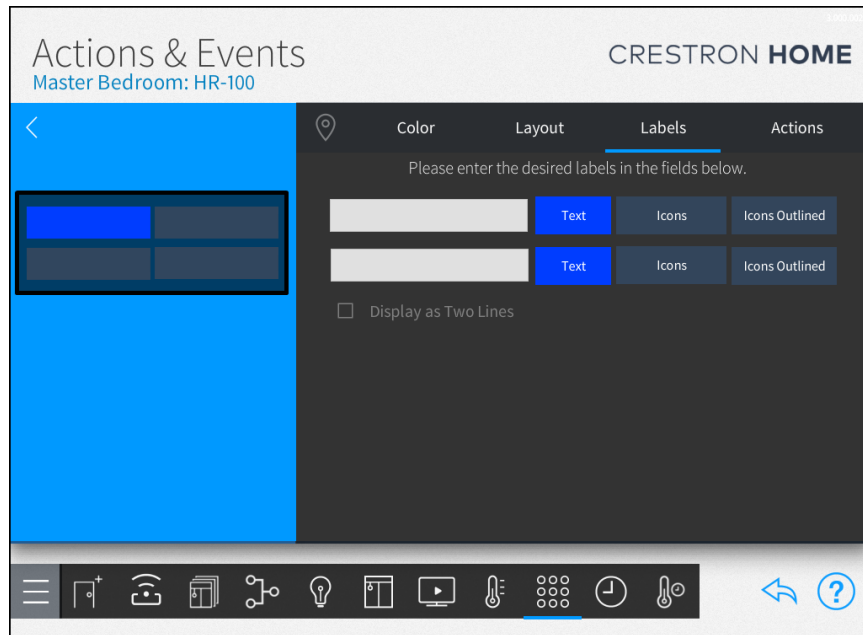 Actions & Events
CRESTRON HOME
Master Bedroom: HR-100
Color Layout Labels Actions
Please enter the desired labels in the fields below.
Text Icons Icons Outlined
Text Icons Icons Outlined
Display as Two Lines
?